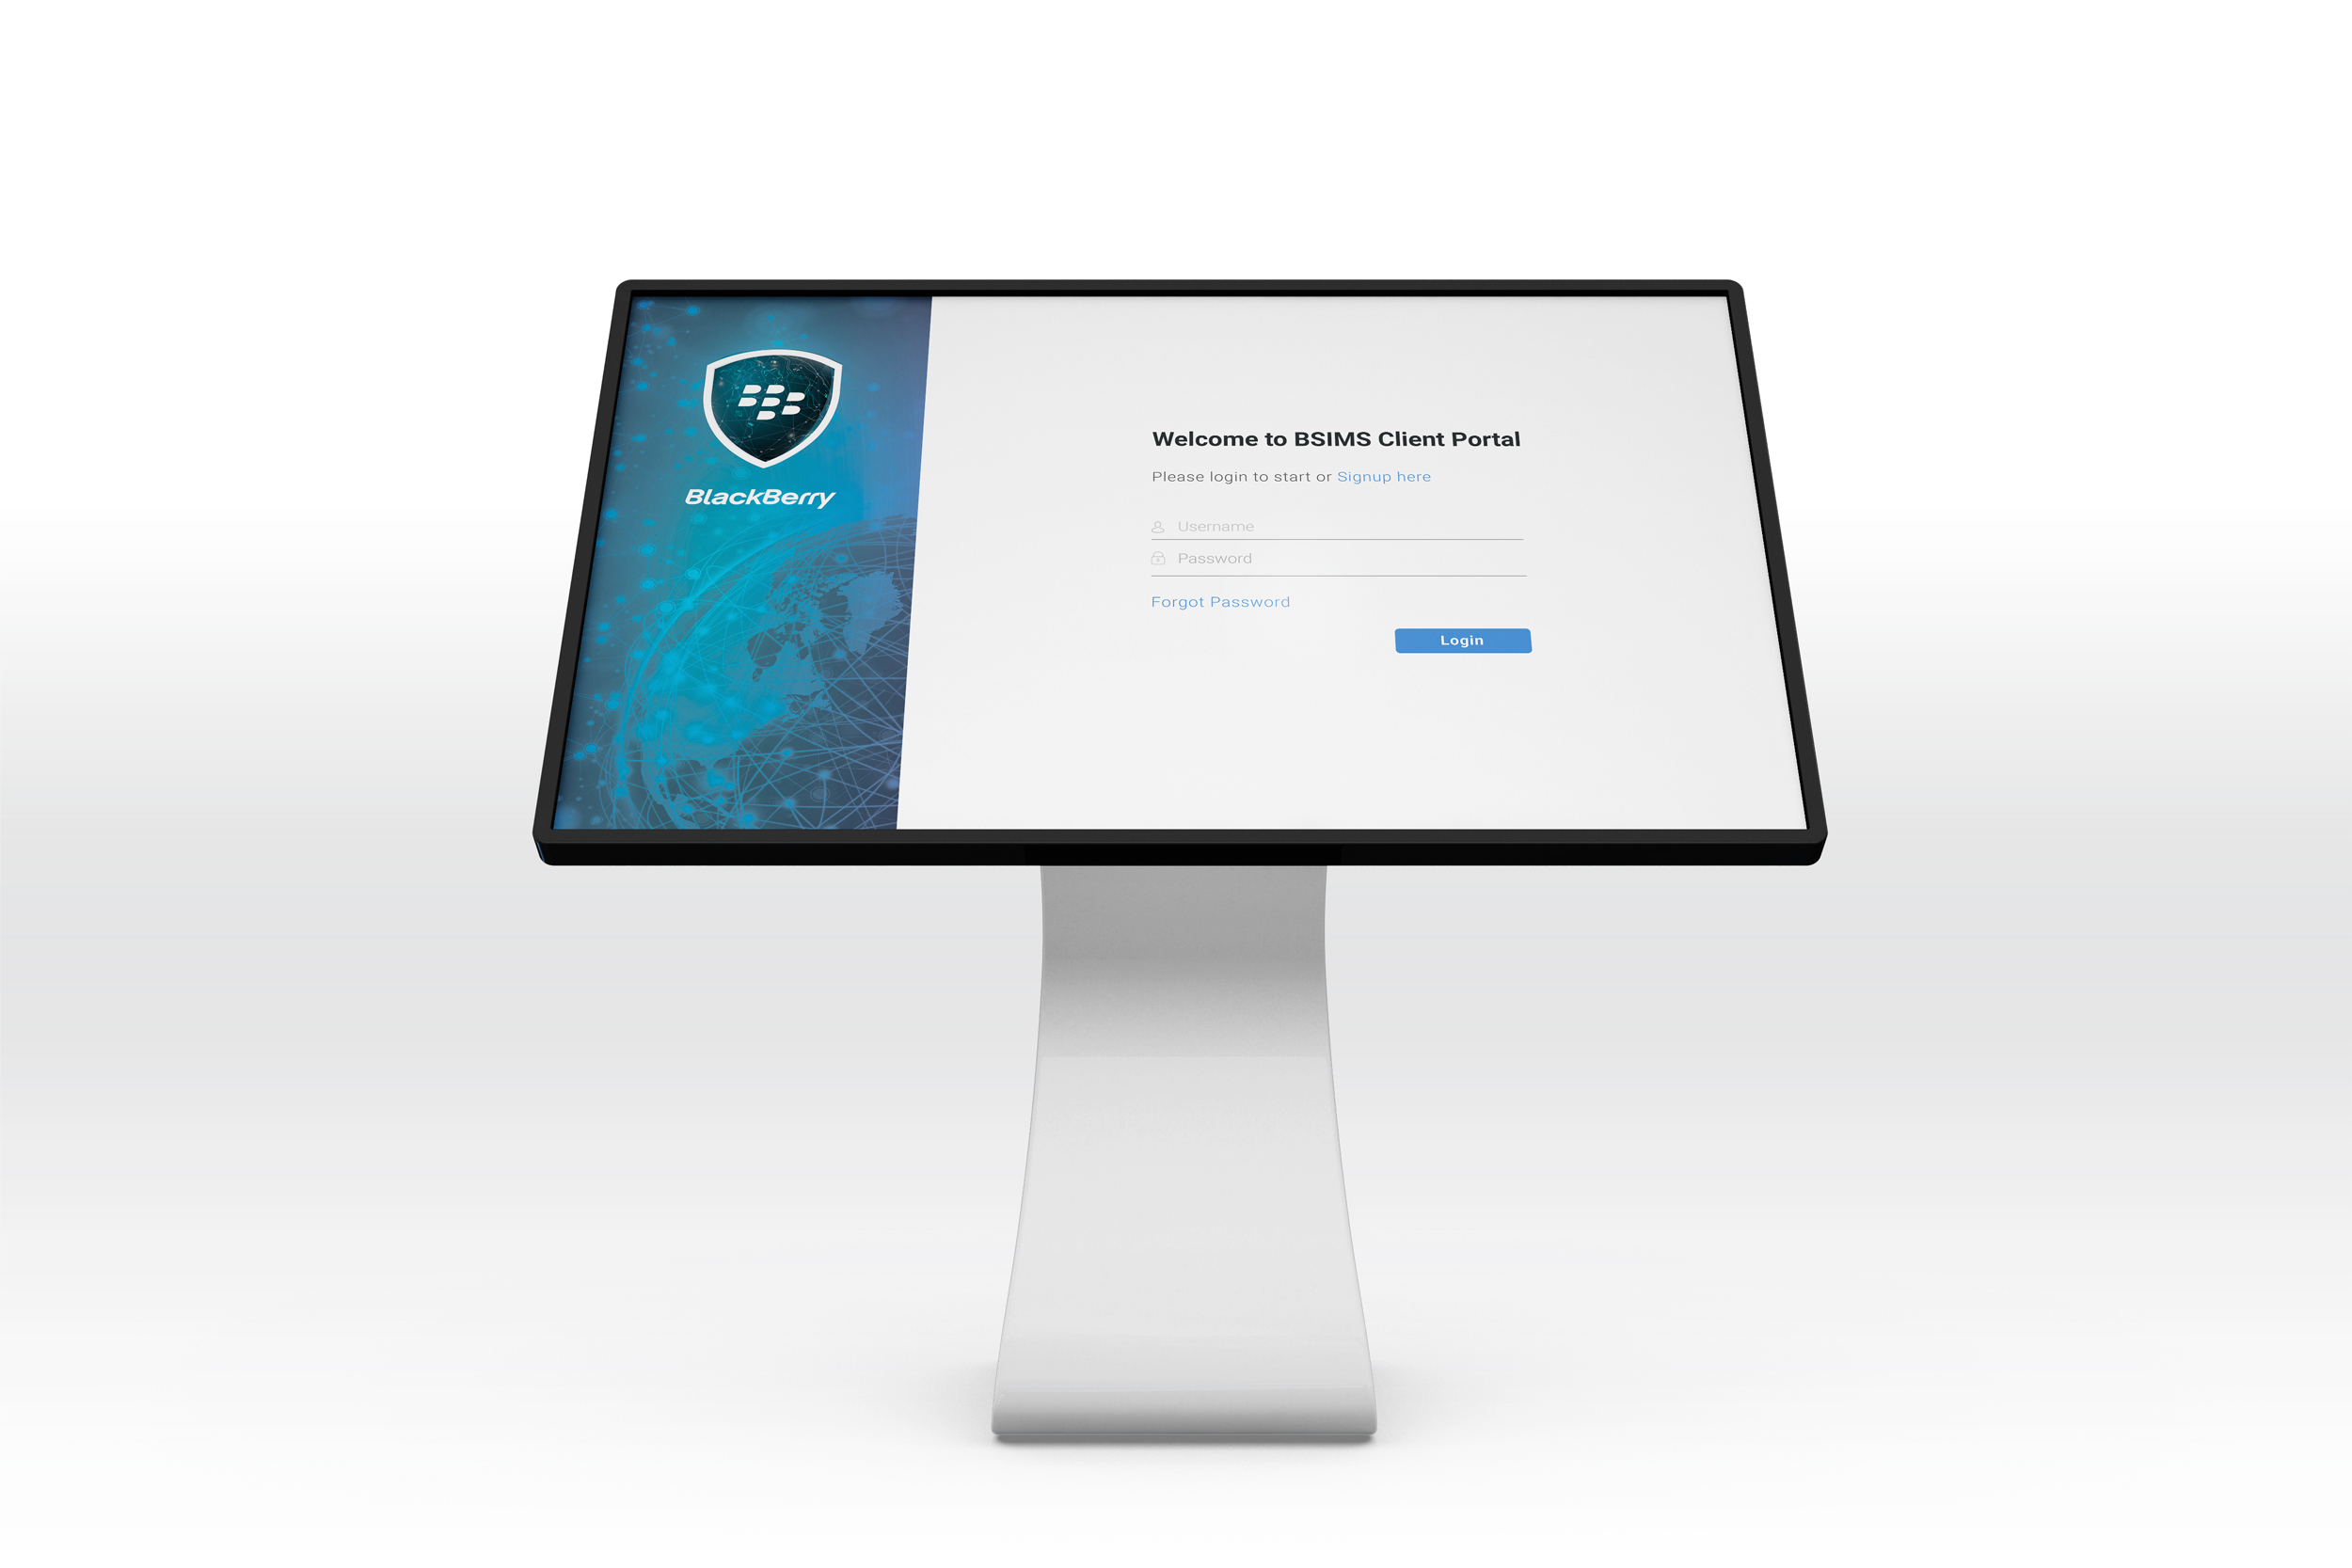 BlackBerry
Welcome to BSIMS Client Portal
Please login to start or Signup here
Username
Password
Forgot Password
Login